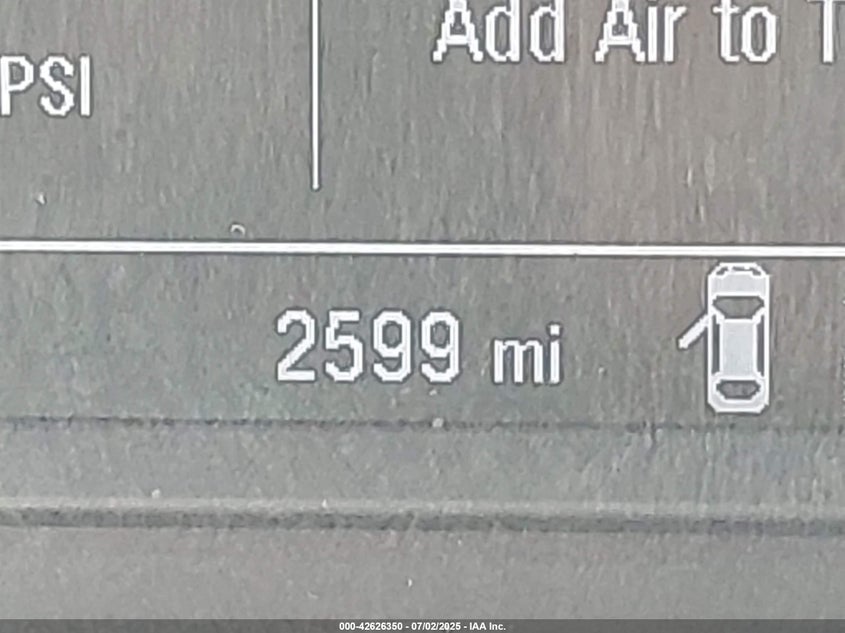 Add Air to T
PSI
2599 mi
000-42626350 - 07/02/2025 - IAA Inc.